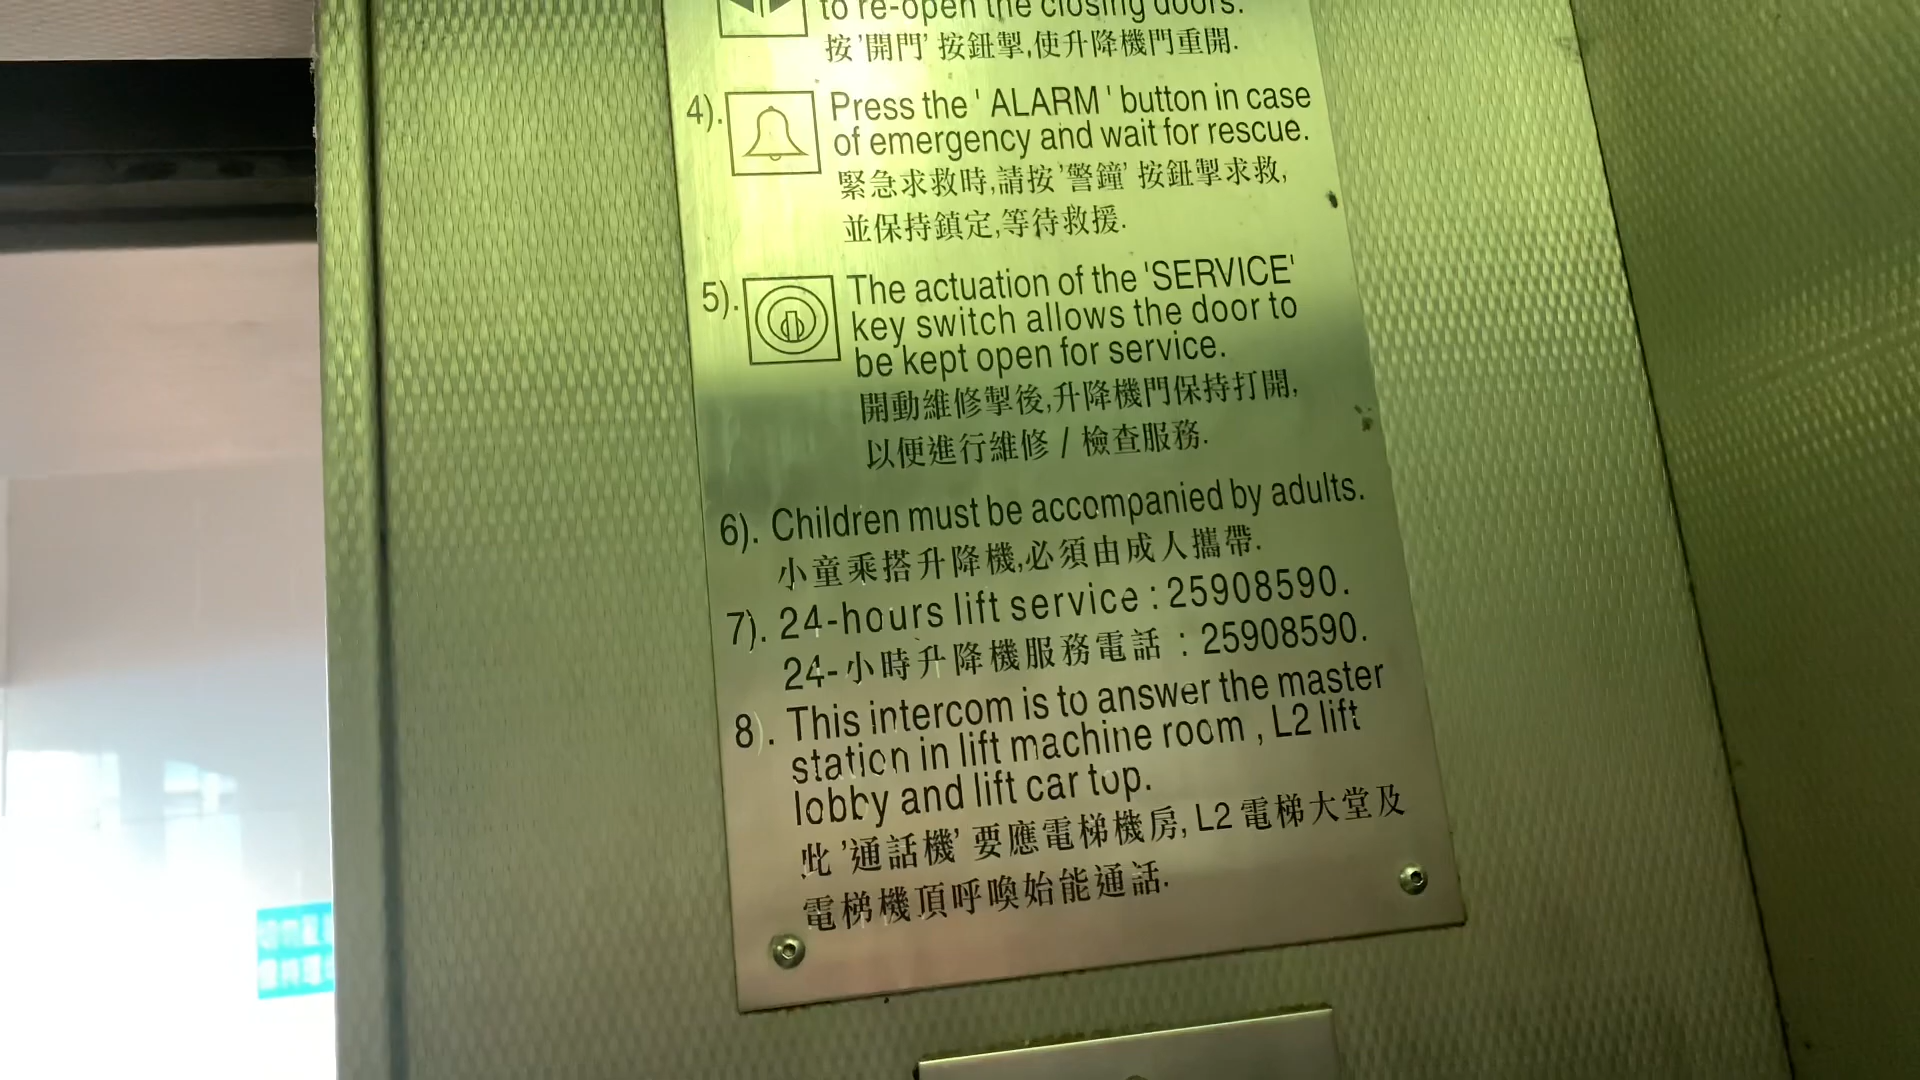 to re-open the closing doors.
按'開門' 按鈕掣,使升降機門重開.
4). Press the ' ALARM ' button in case
of emergency and wait for rescue.
緊急求救時,請按'警鐘' 按鈕掣求救,
並保持鎮定,等待救援.
5). The actuation of the 'SERVICE'
key switch allows the door to
be kept open for service.
開動維修掣後,升降機門保持打開,
以便進行維修 / 檢查服務.
6). Children must be accompanied by adults.
小童乘搭升降機,必須由成人攜帶.
7). 24-hours lift service : 25908590.
24-小時升降機服務電話 : 25908590.
8). This intercom is to answer the master
station in lift machine room , L2 lift
lobby and lift car top.
此 '通話機' 要應電梯機房, L2 電梯大堂及
電梯機頂呼喚始能通話.